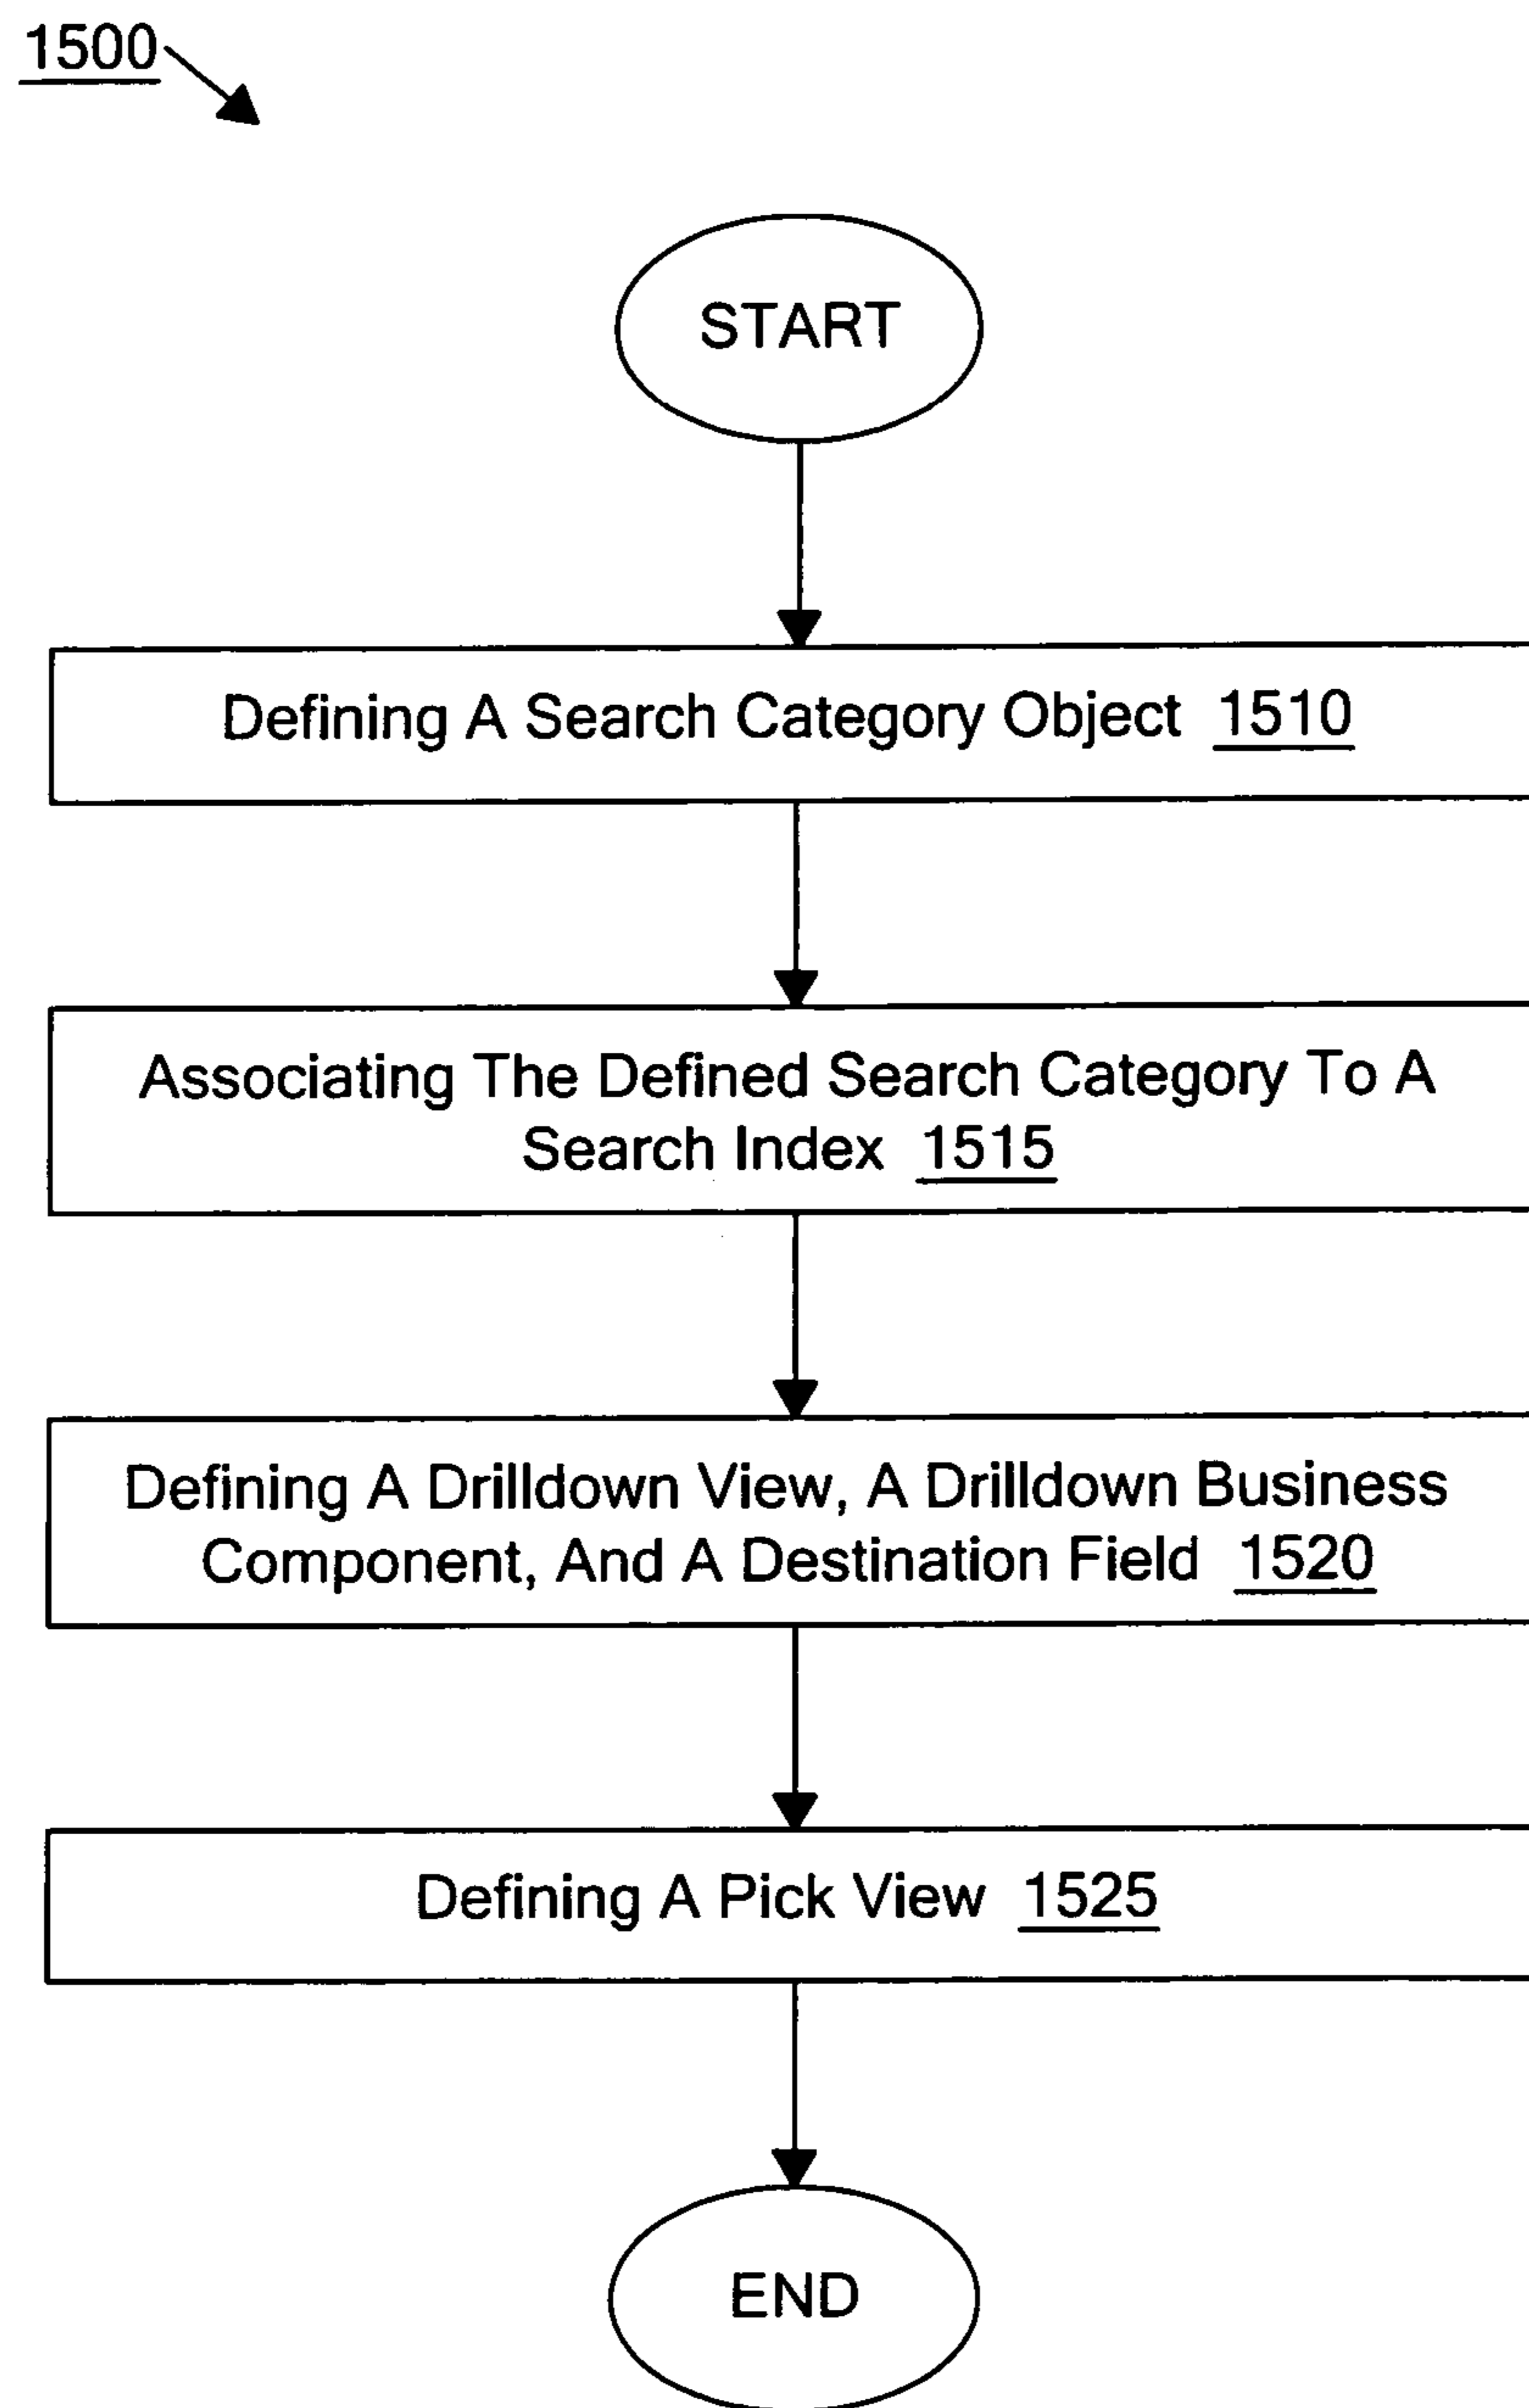 1500
START
Defining A Search Category Object 1510
Associating The Defined Search Category To A
Search Index 1515
Defining A Drilldown View, A Drilldown Business
Component, And A Destination Field 1520
Defining A Pick View 1525
END